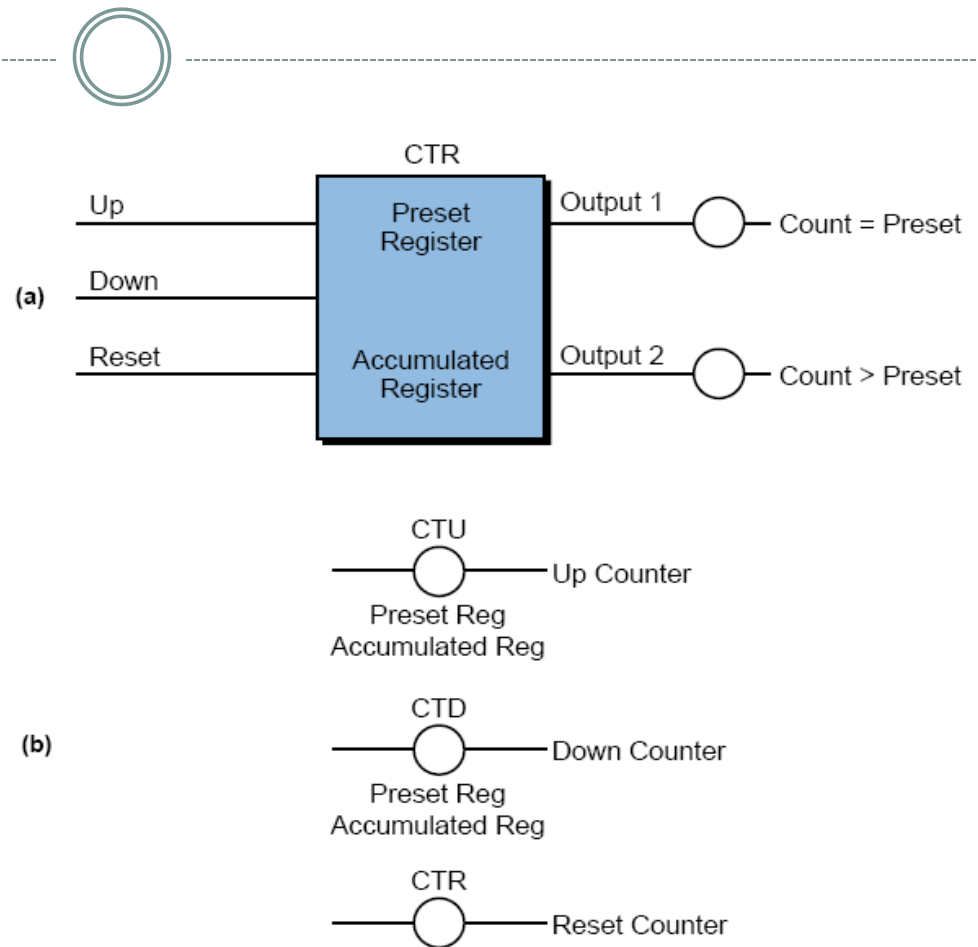 CTR
Up
Preset
Register
Output 1
Count = Preset
Down
(a)
Reset
Accumulated
Register
Output 2
Count > Preset
CTU
Up Counter
Preset Reg
Accumulated Reg
(b)
CTD
Down Counter
Preset Reg
Accumulated Reg
CTR
Reset Counter